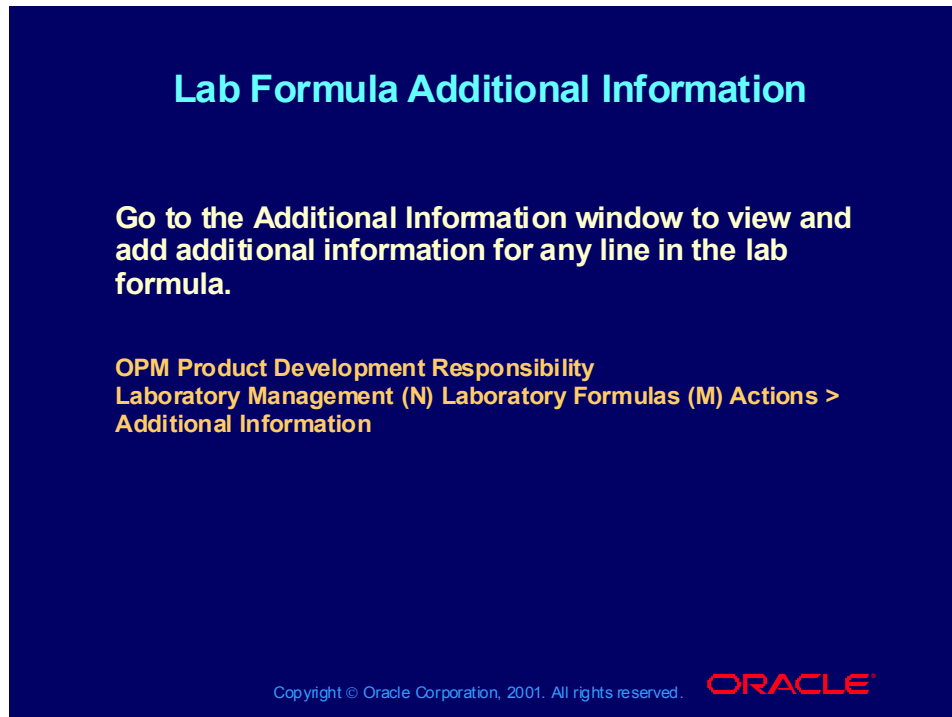 Lab Formula Additional Information
Go to the Additional Information window to view and
add additional information for any line in the lab
formula.
OPM Product Development Responsibility
Laboratory Management (N) Laboratory Formulas (M) Actions >
Additional Information
Copyright © Oracle Corporation, 2001. All rights reserved.
ORACLE®